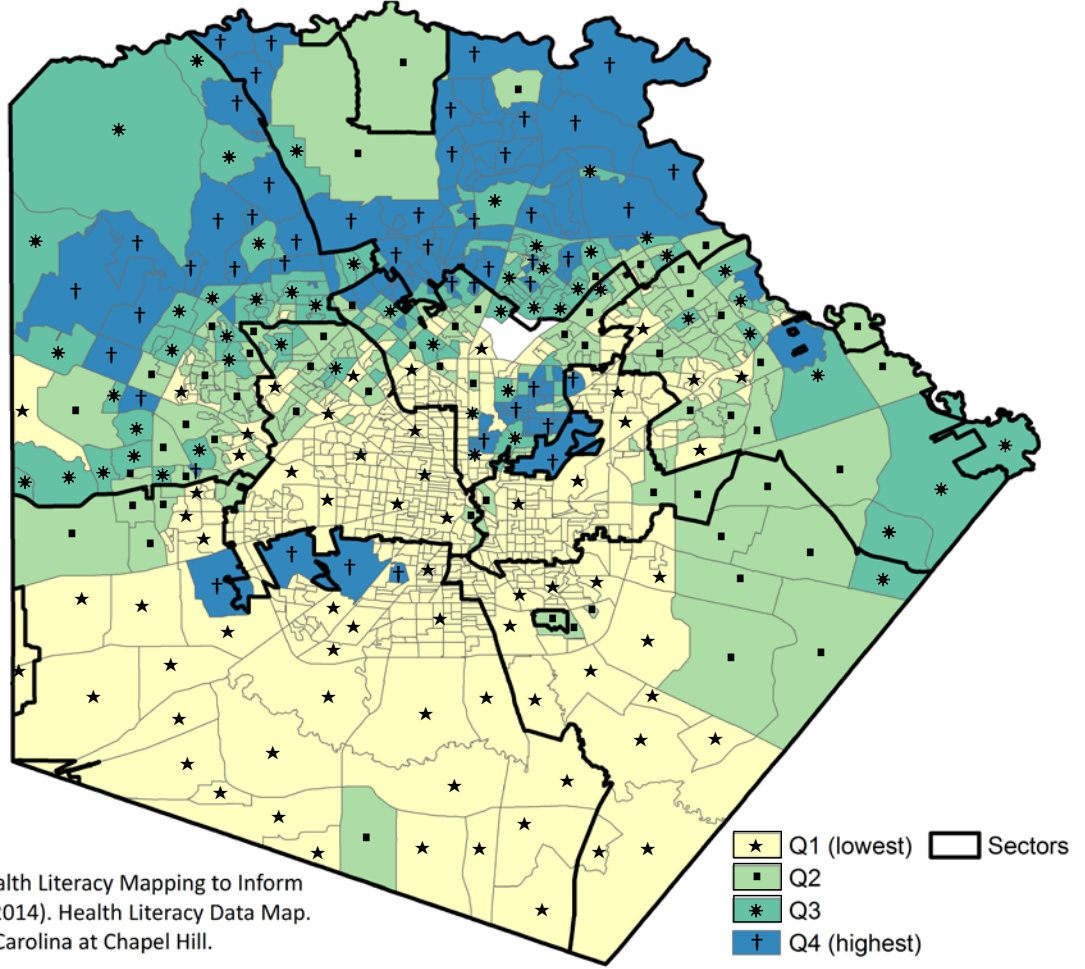 Q1 (lowest)
Sectors
Q2
Q3
Q4 (highest)
alth Literacy Mapping to Inform
2014). Health Literacy Data Map.
Carolina at Chapel Hill.